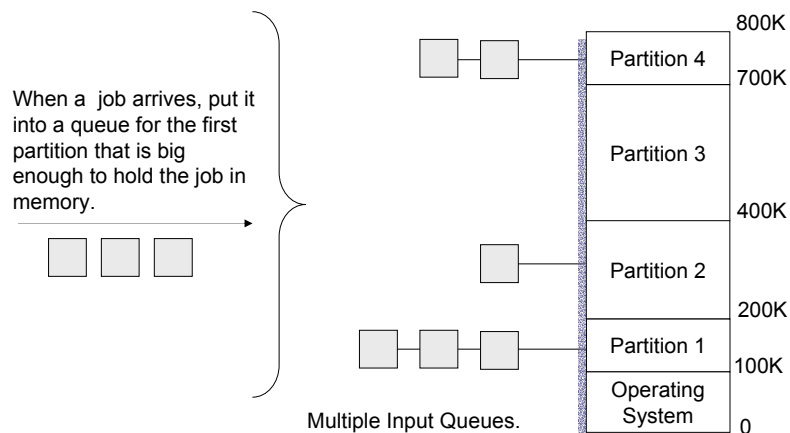 When a job arrives, put it
into a queue for the first
partition that is big
enough to hold the job in
memory.
800K
Partition 4
700K
Partition 3
400K
Partition 2
200K
Partition 1
100K
Operating
System
0
Multiple Input Queues.